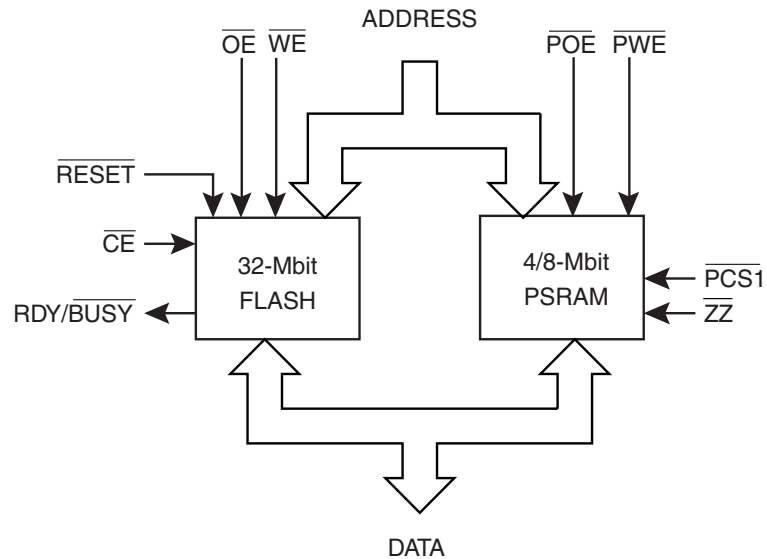 ADDRESS
OE WE
POE PWE
RESET
CE
RDY/BUSY
32-Mbit
FLASH
4/8-Mbit
PSRAM
PCS1
ZZ
DATA